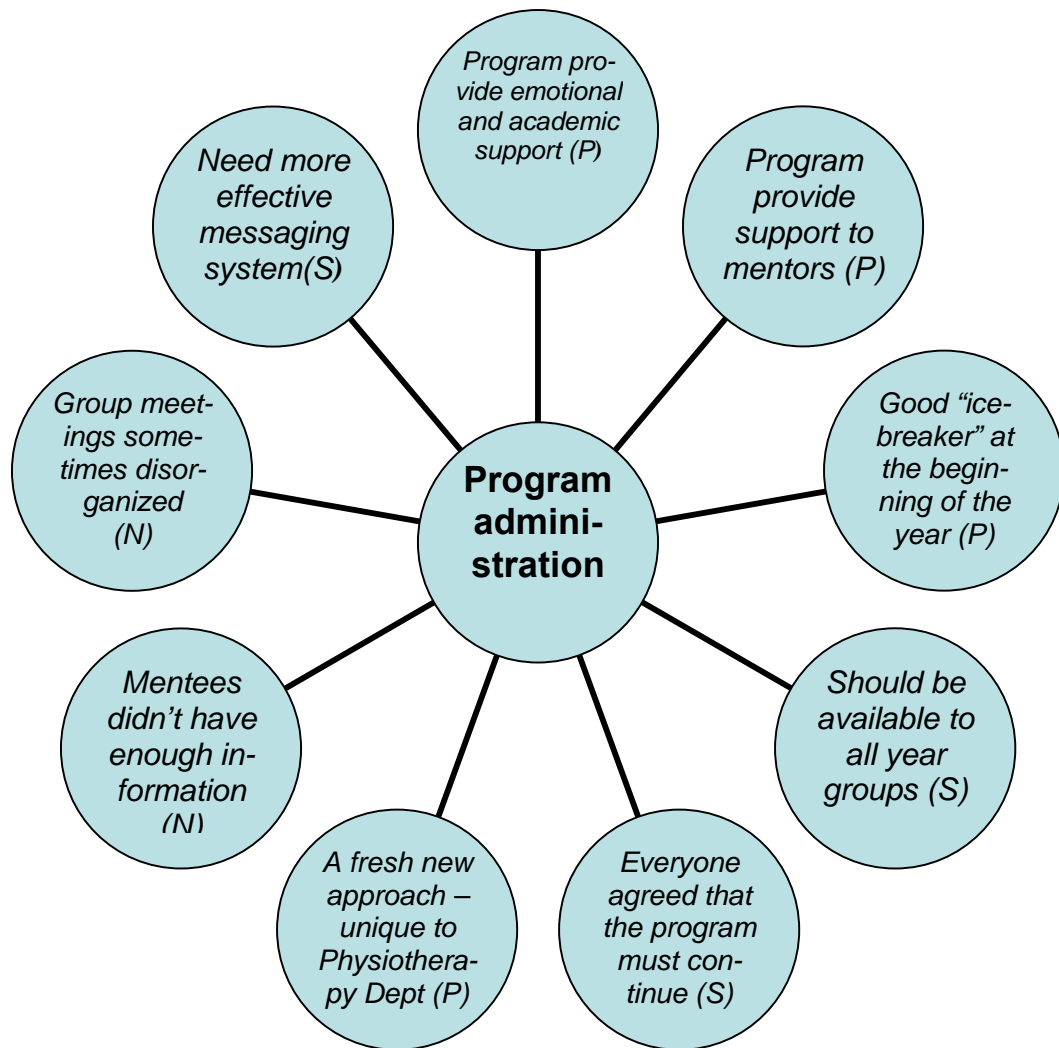 Program pro-
vide emotional
and academic
support (P)
Need more
effective
messaging
system(S)
Program
provide
support to
mentors (P)
Group meet-
ings some-
times disor-
ganized
(N)
Good “ice-
breaker” at
the begin-
ning of the
year (P)
Program
admini-
stration
Mentees
didn’t have
enough in-
formation
(N)
Should be
available to
all year
groups (S)
A fresh new
approach –
unique to
Physiothera-
py Dept (P)
Everyone
agreed that
the program
must con-
tinue (S)